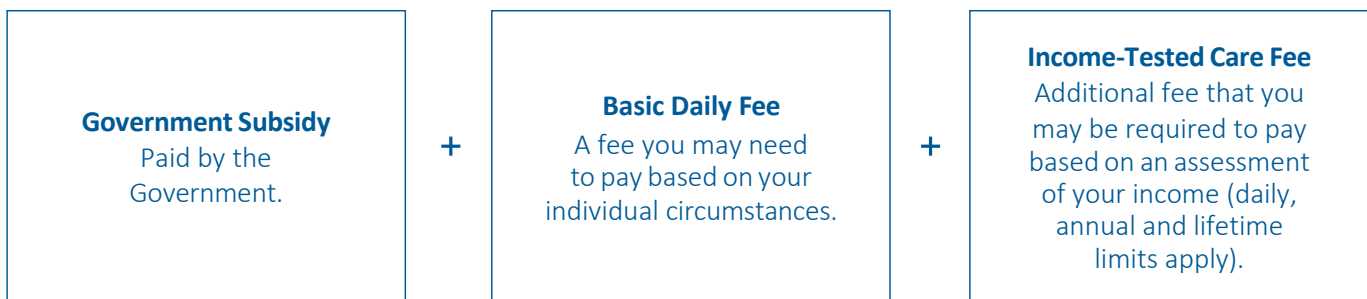 Government Subsidy
Paid by the
Government.
+
Basic Daily Fee
A fee you may need
to pay based on your
individual circumstances.
+
Income-Tested Care Fee
Additional fee that you
may be required to pay
based on an assessment
of your income (daily,
annual and lifetime
limits apply).